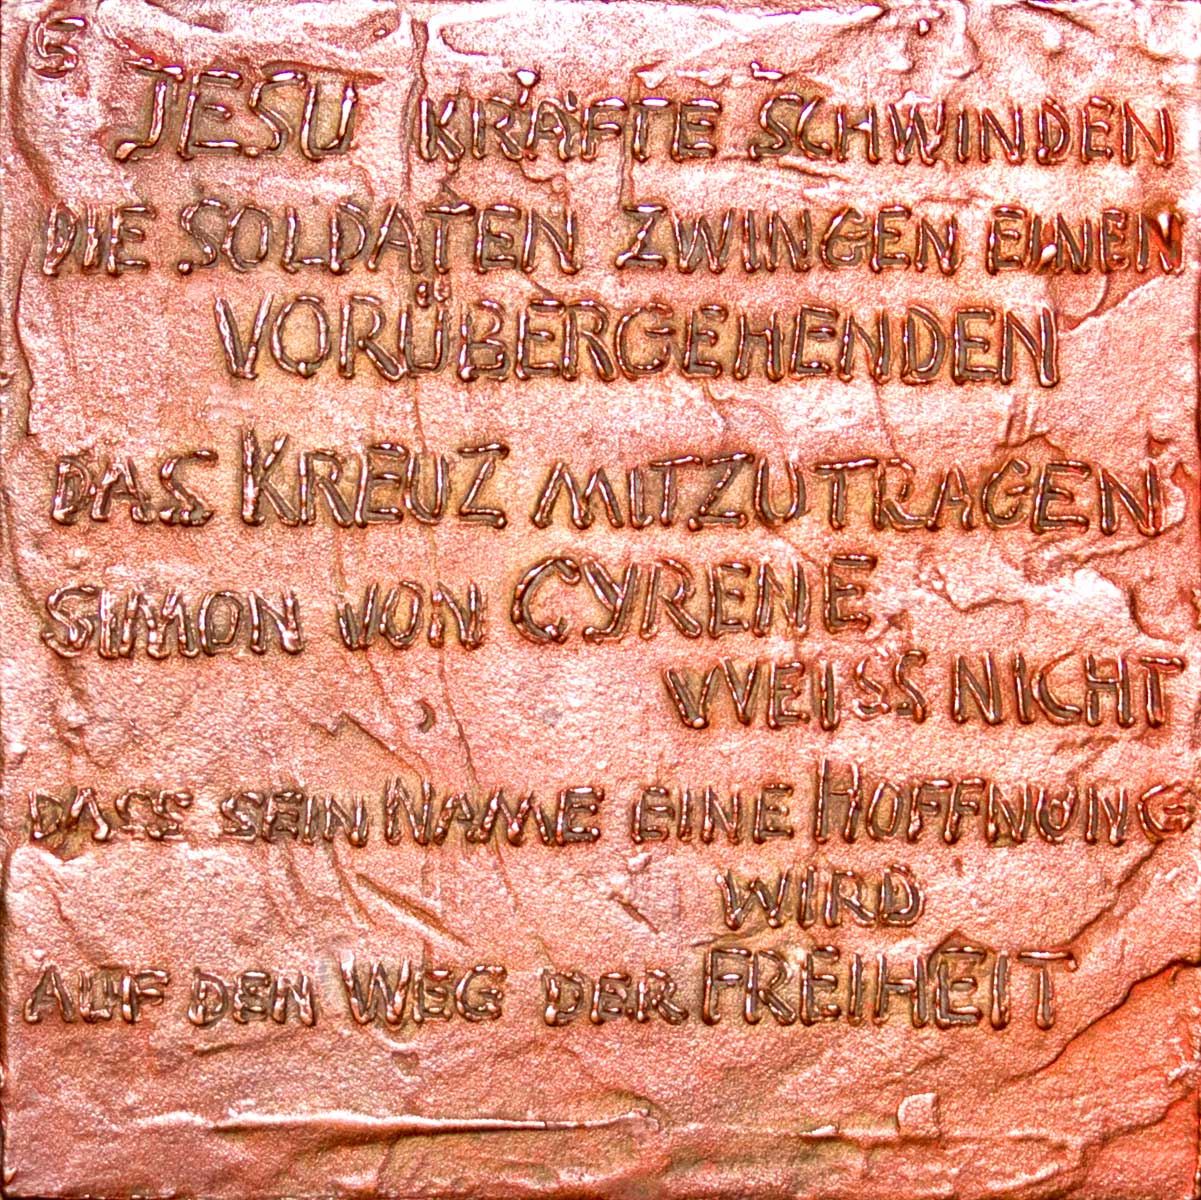 5
JESU KRÄFTE SCHWINDEN
DIE SOLDATEN ZWINGEN EINEN
VORÜBERGEHENDEN
DAS KREUZ MITZUTRAGEN
SIMON VON CYRENE
WEISS NICHT
DASS SEIN NAME EINE HOFFNUNG
WIRD
AUF DEN WEG DER FREIHEIT